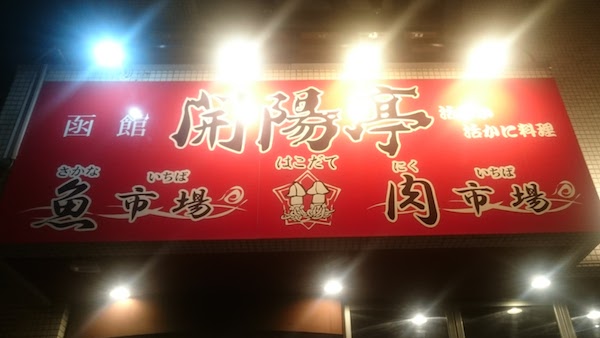 函館 開陽亭
活かに料理
はこだて
さかな いちば
魚市場
にく いちば
肉市場